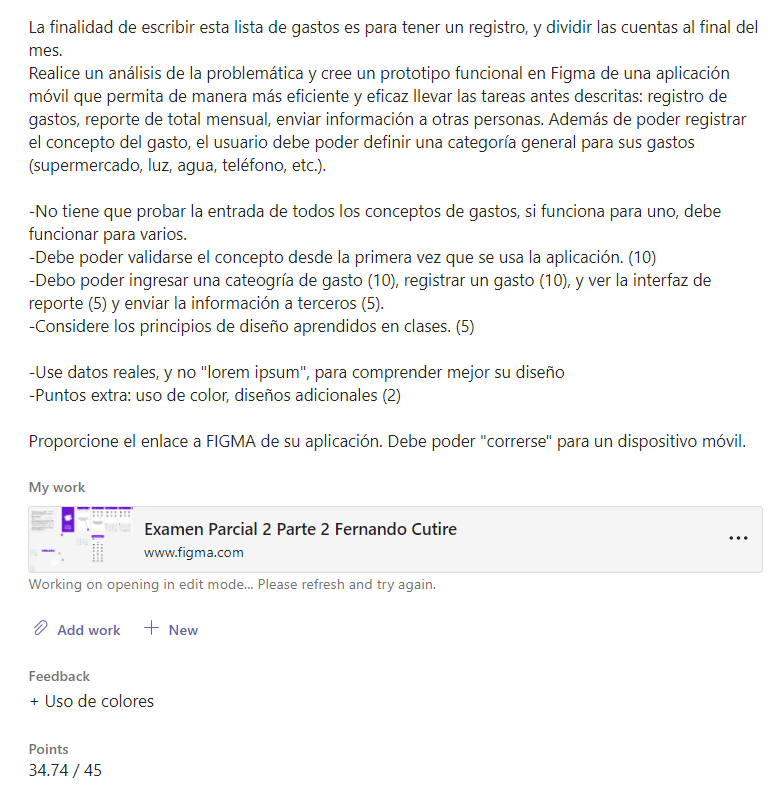 La finalidad de escribir esta lista de gastos es para tener un registro, y dividir las cuentas al final del
mes.
Realice un análisis de la problemática y cree un prototipo funcional en Figma de una aplicación
móvil que permita de manera más eficiente y eficaz llevar las tareas antes descritas: registro de
gastos, reporte de total mensual, enviar información a otras personas. Además de poder registrar
el concepto del gasto, el usuario debe poder definir una categoría general para sus gastos
(supermercado, luz, agua, teléfono, etc.).
-No tiene que probar la entrada de todos los conceptos de gastos, si funciona para uno, debe
funcionar para varios.
-Debe poder validarse el concepto desde la primera vez que se usa la aplicación. (10)
-Debo poder ingresar una cateogría de gasto (10), registrar un gasto (10), y ver la interfaz de
reporte (5) y enviar la información a terceros (5).
-Considere los principios de diseño aprendidos en clases. (5)
-Use datos reales, y no "lorem ipsum", para comprender mejor su diseño
-Puntos extra: uso de color, diseños adicionales (2)
Proporcione el enlace a FIGMA de su aplicación. Debe poder "correrse" para un dispositivo móvil.
My work
Examen Parcial 2 Parte 2 Fernando Cutire
www.figma.com
Working on opening in edit mode... Please refresh and try again.
Add work
New
Feedback
+ Uso de colores
Points
34.74 / 45